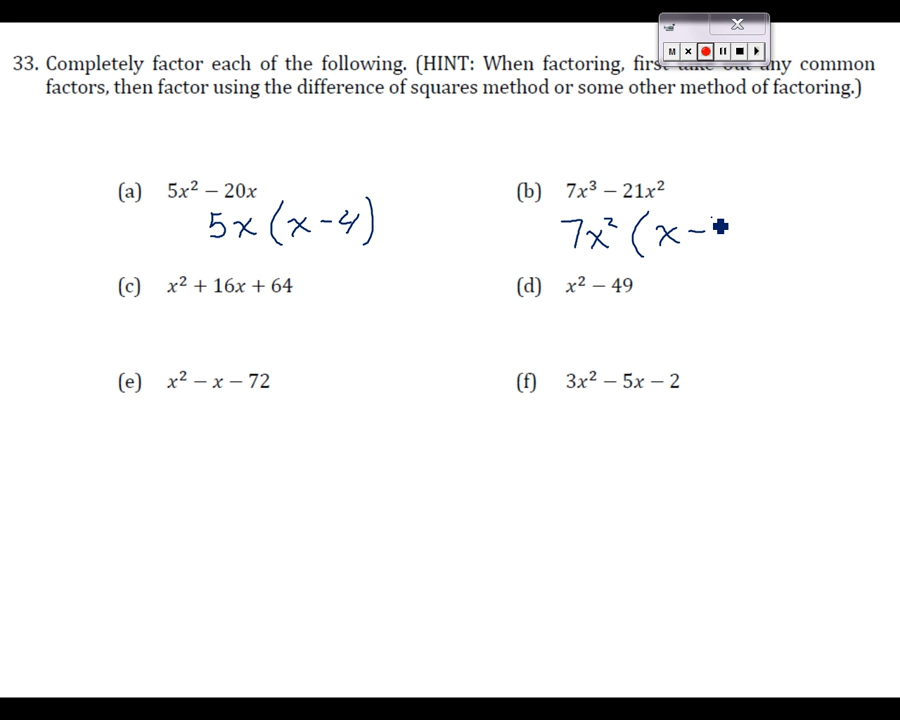 33. Completely factor each of the following. (HINT: When factoring, first take out any common
factors, then factor using the difference of squares method or some other method of factoring.)
(a) 5x² − 20x (b) 7x³ − 21x²
5x (x − 4) 7x² (x −
(c) x² + 16x + 64 (d) x² − 49
(e) x² − x − 72 (f) 3x² − 5x − 2